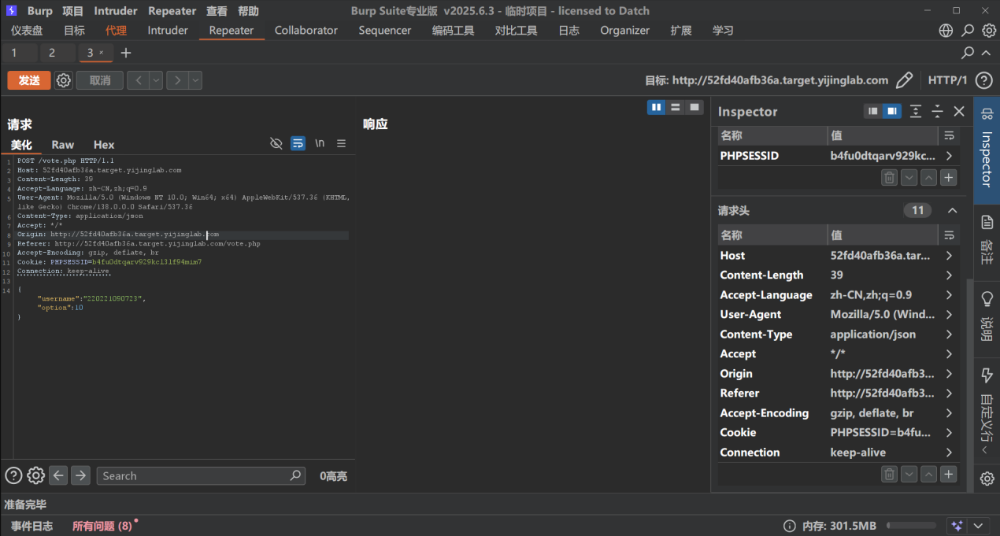 Burp 项目 Intruder Repeater 查看 帮助 Burp Suite专业版 v2025.6.3 - 临时项目 - licensed to Datch
仪表盘 目标 代理 Intruder Repeater Collaborator Sequencer 编码工具 对比工具 日志 Organizer 扩展 学习
1 2 3 × +
发送 取消 目标: http://52fd40afb36a.target.yijinglab.com HTTP/1
请求
美化 Raw Hex \n
1 POST /vote.php HTTP/1.1
2 Host: 52fd40afb36a.target.yijinglab.com
3 Content-Length: 39
4 Accept-Language: zh-CN,zh;q=0.9
5 User-Agent: Mozilla/5.0 (Windows NT 10.0; Win64; x64) AppleWebKit/537.36 (KHTML,
like Gecko) Chrome/138.0.0.0 Safari/537.36
6 Content-Type: application/json
7 Accept: */*
8 Origin: http://52fd40afb36a.target.yijinglab.com
9 Referer: http://52fd40afb36a.target.yijinglab.com/vote.php
10 Accept-Encoding: gzip, deflate, br
11 Cookie: PHPSESSID=b4fu0dtqarv929kcl3lf94mim7
12 Connection: keep-alive
13
14 {
"username":"220221090723",
"option":10
}
Search 0高亮
响应
Inspector
名称 值
PHPSESSID b4fu0dtqarv929kc...
请求头 11
名称 值
Host 52fd40afb36a.tar...
Content-Length 39
Accept-Language zh-CN,zh;q=0.9
User-Agent Mozilla/5.0 (Wind...
Content-Type application/json
Accept */*
Origin http://52fd40afb3...
Referer http://52fd40afb3...
Accept-Encoding gzip, deflate, br
Cookie PHPSESSID=b4fu...
Connection keep-alive
Inspector
备注
说明
自定义行
准备完毕
事件日志 所有问题 (8) 内存: 301.5MB